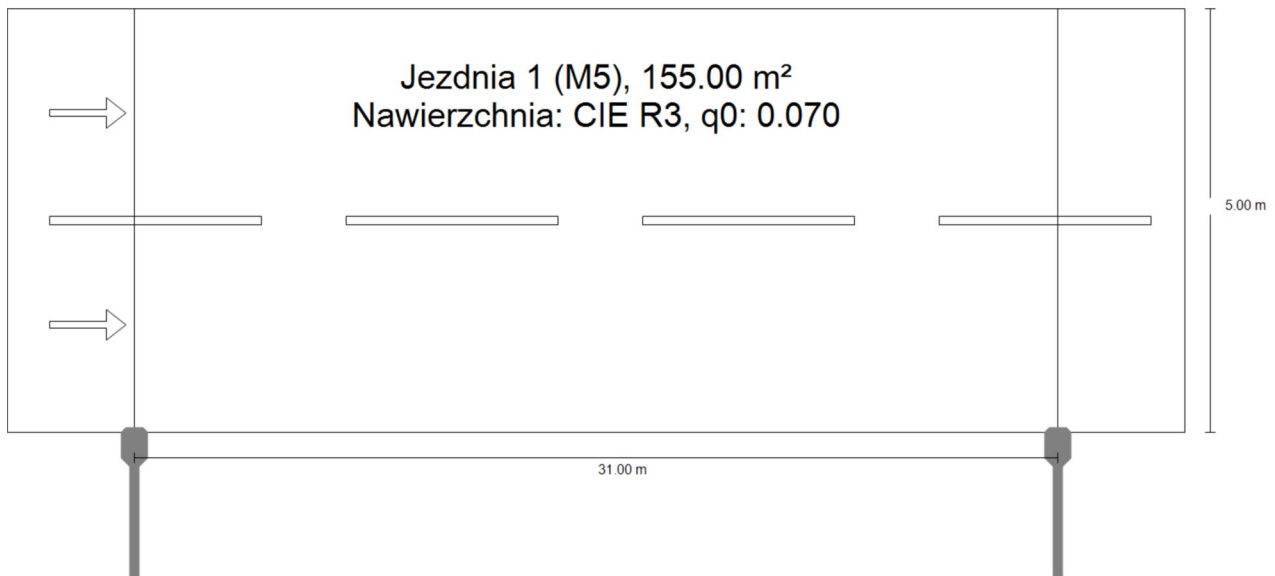 Jezdnia 1 (M5), 155.00 m²
Nawierzchnia: CIE R3, q0: 0.070
5.00 m
31.00 m